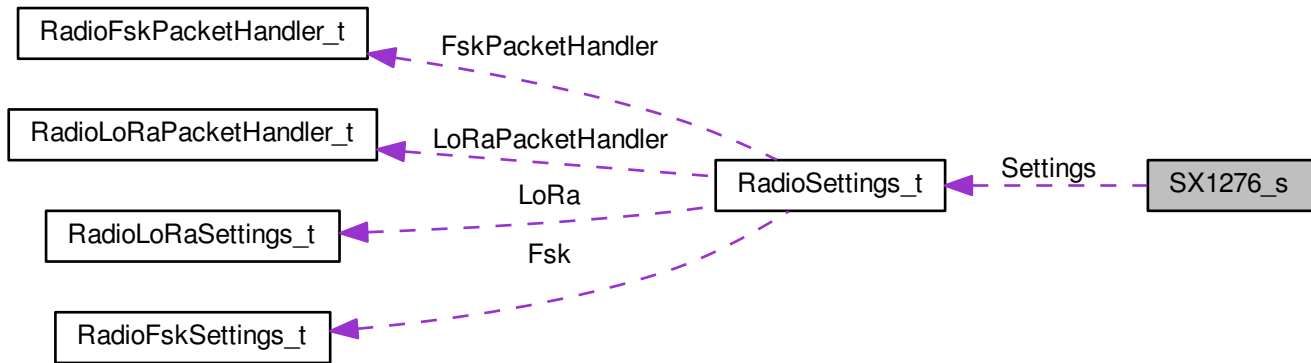 RadioFskPacketHandler_t
FskPacketHandler
RadioLoRaPacketHandler_t
LoRaPacketHandler
RadioSettings_t
Settings
SX1276_s
LoRa
RadioLoRaSettings_t
Fsk
RadioFskSettings_t